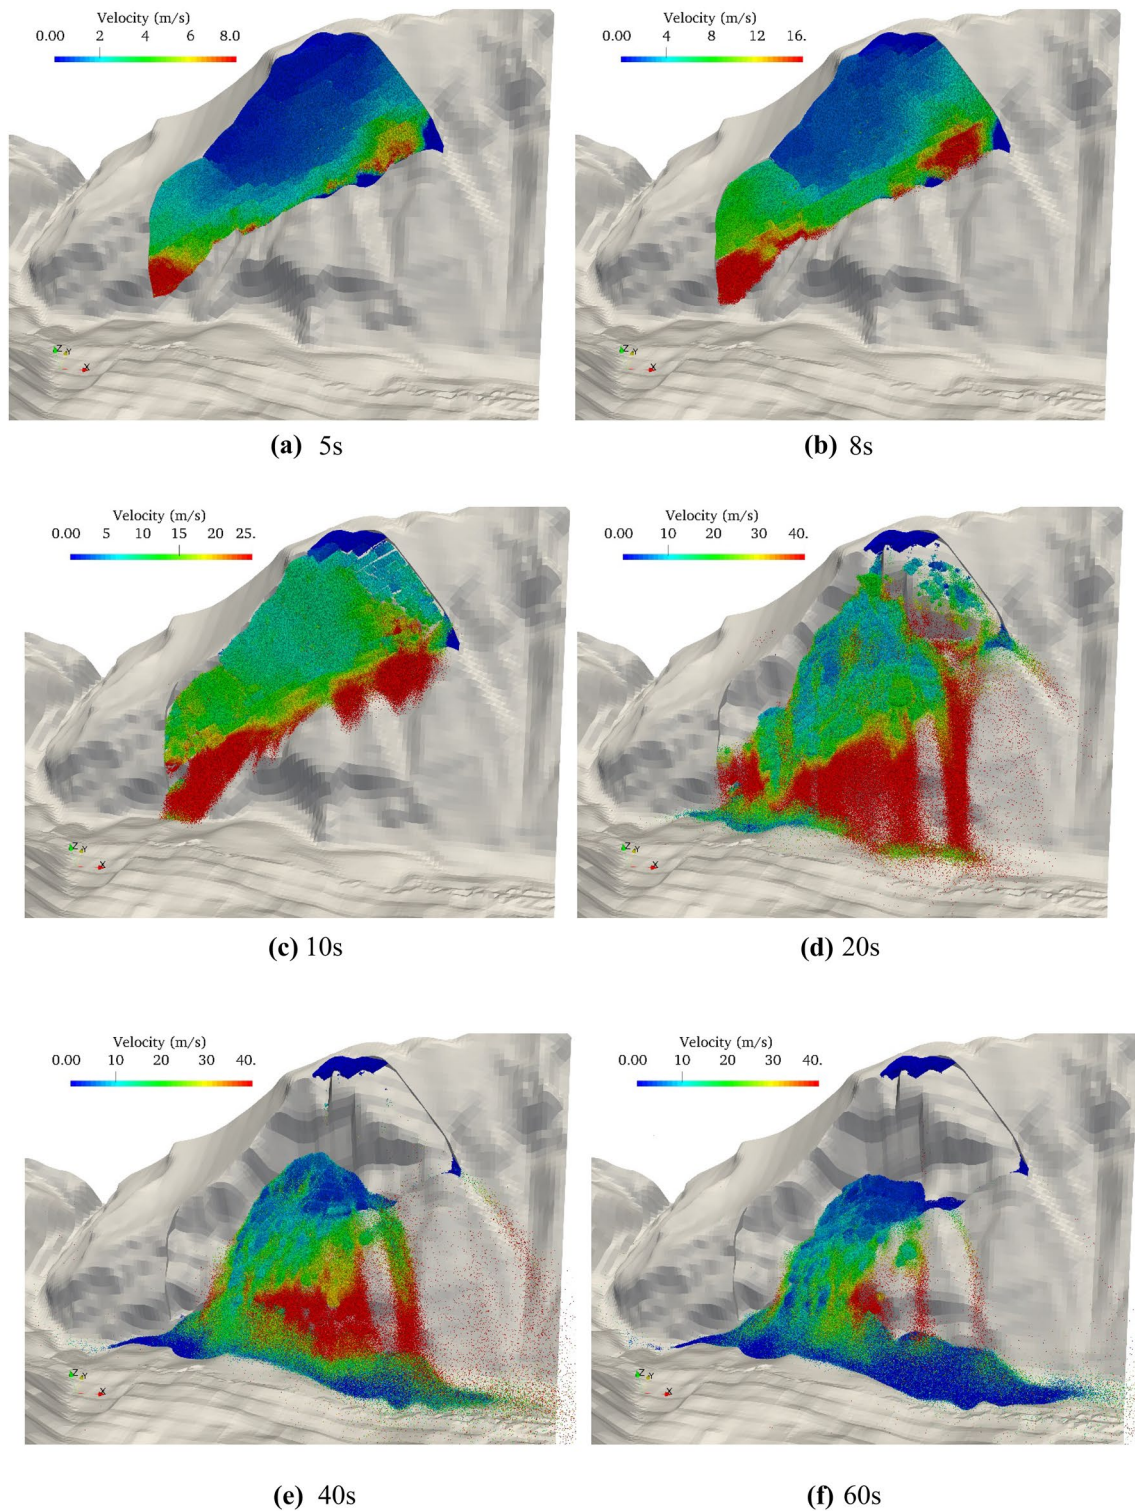 Velocity (m/s)
0.00 2 4 6 8.0
Z Y X
(a) 5s
Velocity (m/s)
0.00 4 8 12 16.
Z Y X
(b) 8s
Velocity (m/s)
0.00 5 10 15 20 25.
Z Y X
(c) 10s
Velocity (m/s)
0.00 10 20 30 40.
Z Y X
(d) 20s
Velocity (m/s)
0.00 10 20 30 40.
Z Y X
(e) 40s
Velocity (m/s)
0.00 10 20 30 40.
Z Y X
(f) 60s